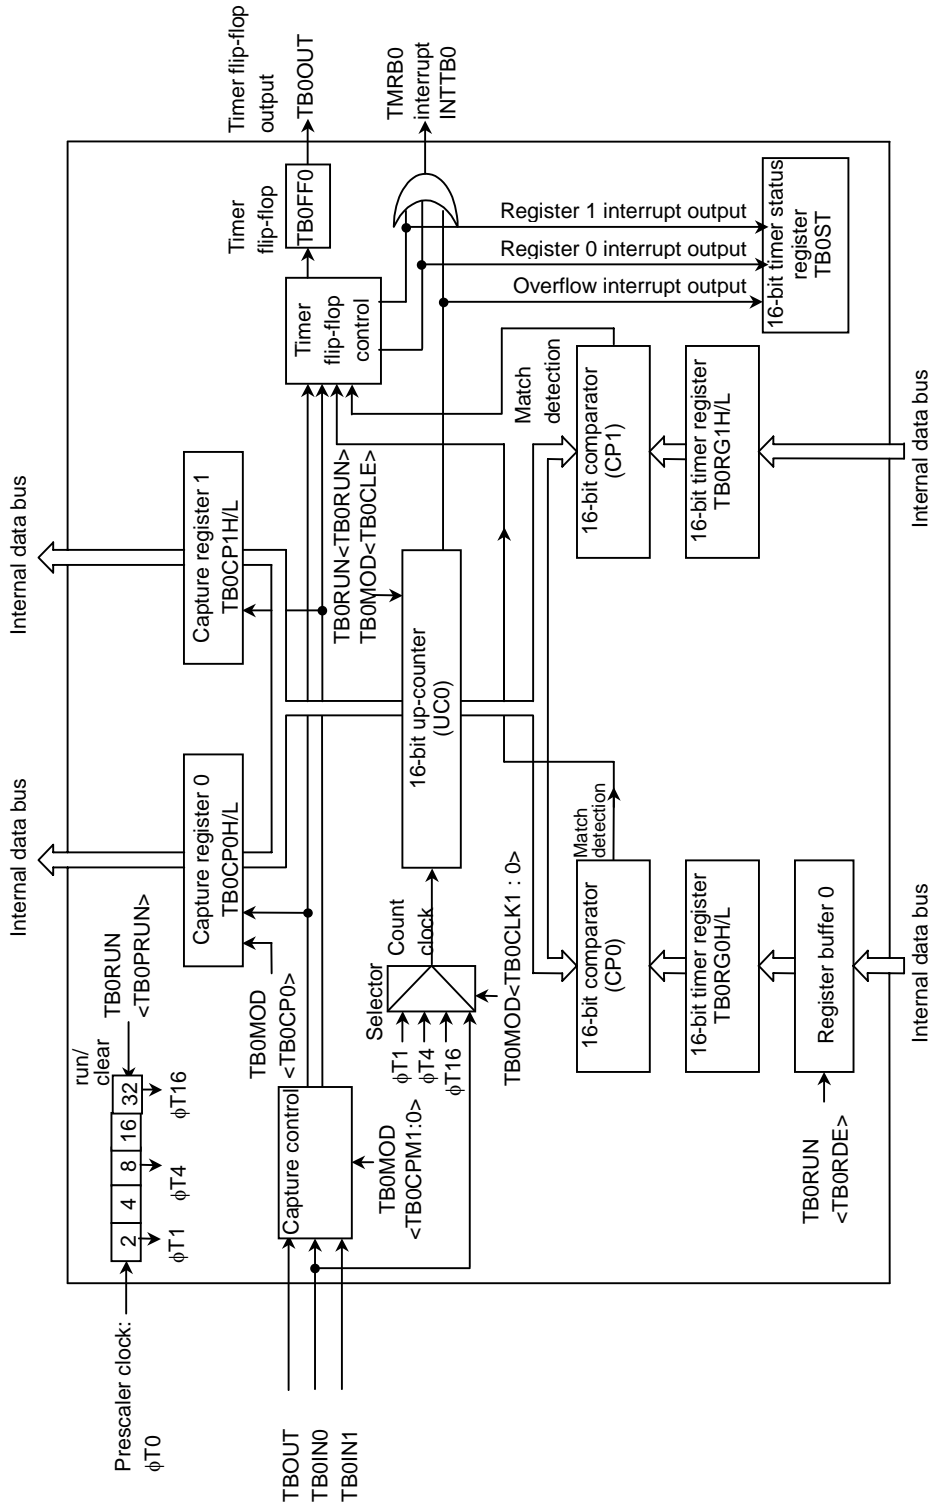 Internal data bus
Internal data bus
Prescaler clock:
ϕT0
2
4
8
16
32
run/
clear
ϕT1
ϕT4
ϕT16
TB0RUN
<TB0PRUN>
Capture register 0
TB0CP0H/L
Capture register 1
TB0CP1H/L
Timer
flip-flop
Timer flip-flop
output
TB0FF0
TB0OUT
TBOUT
TB0IN0
TB0IN1
Capture control
TB0MOD
<TB0CP0>
TB0MOD
<TB0CPM1:0>
Timer
flip-flop
control
TB0RUN<TB0RUN>
TB0MOD<TB0CLE>
TMRB0
interrupt
INTTB0
Selector
ϕT1
ϕT4
ϕT16
Count
clock
16-bit up-counter
(UC0)
TB0MOD<TB0CLK1 : 0>
Register 1 interrupt output
Register 0 interrupt output
Overflow interrupt output
Match
detection
Match
detection
16-bit comparator
(CP0)
16-bit comparator
(CP1)
16-bit timer register
TB0RG0H/L
16-bit timer register
TB0RG1H/L
16-bit timer status
register
TB0ST
TB0RUN
<TB0RDE>
Register buffer 0
Internal data bus
Internal data bus